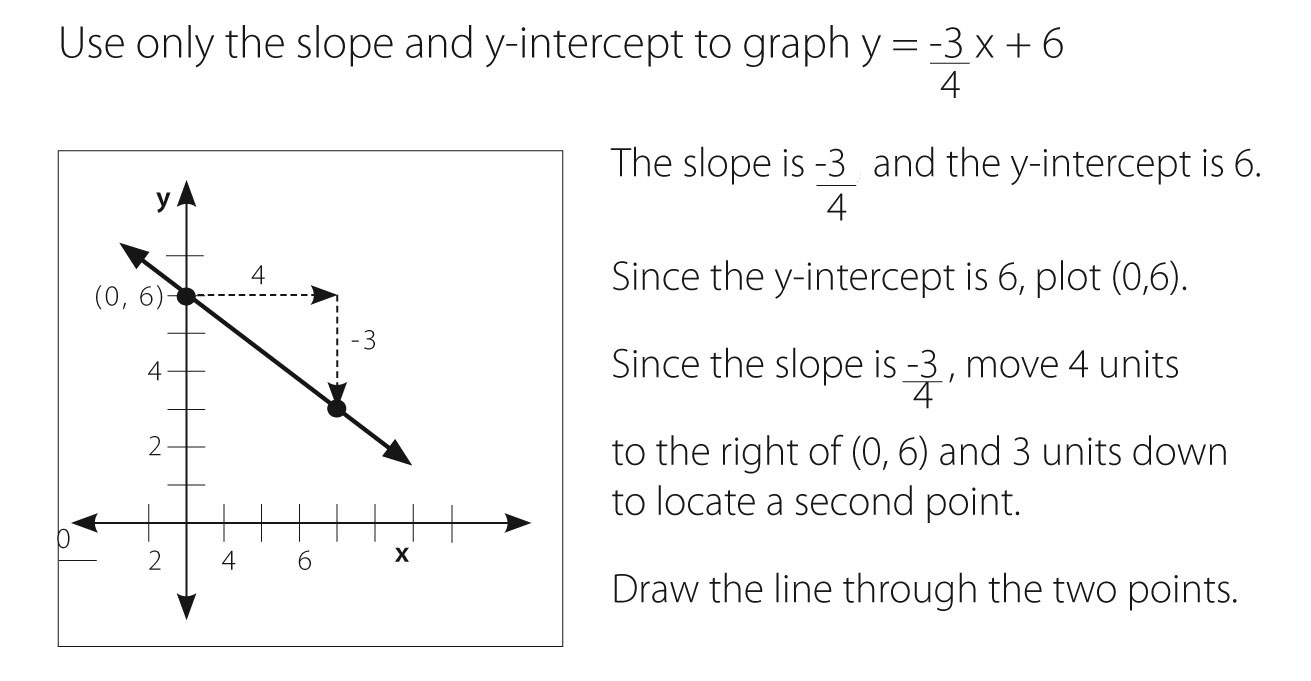 Use only the slope and y-intercept to graph y = -3 x + 6
4
The slope is -3 and the y-intercept is 6.
4
Since the y-intercept is 6, plot (0,6).
Since the slope is -3 , move 4 units
4
to the right of (0, 6) and 3 units down
to locate a second point.
Draw the line through the two points.
y
4
(0, 6)
-3
4
2
0
2 4 6 x